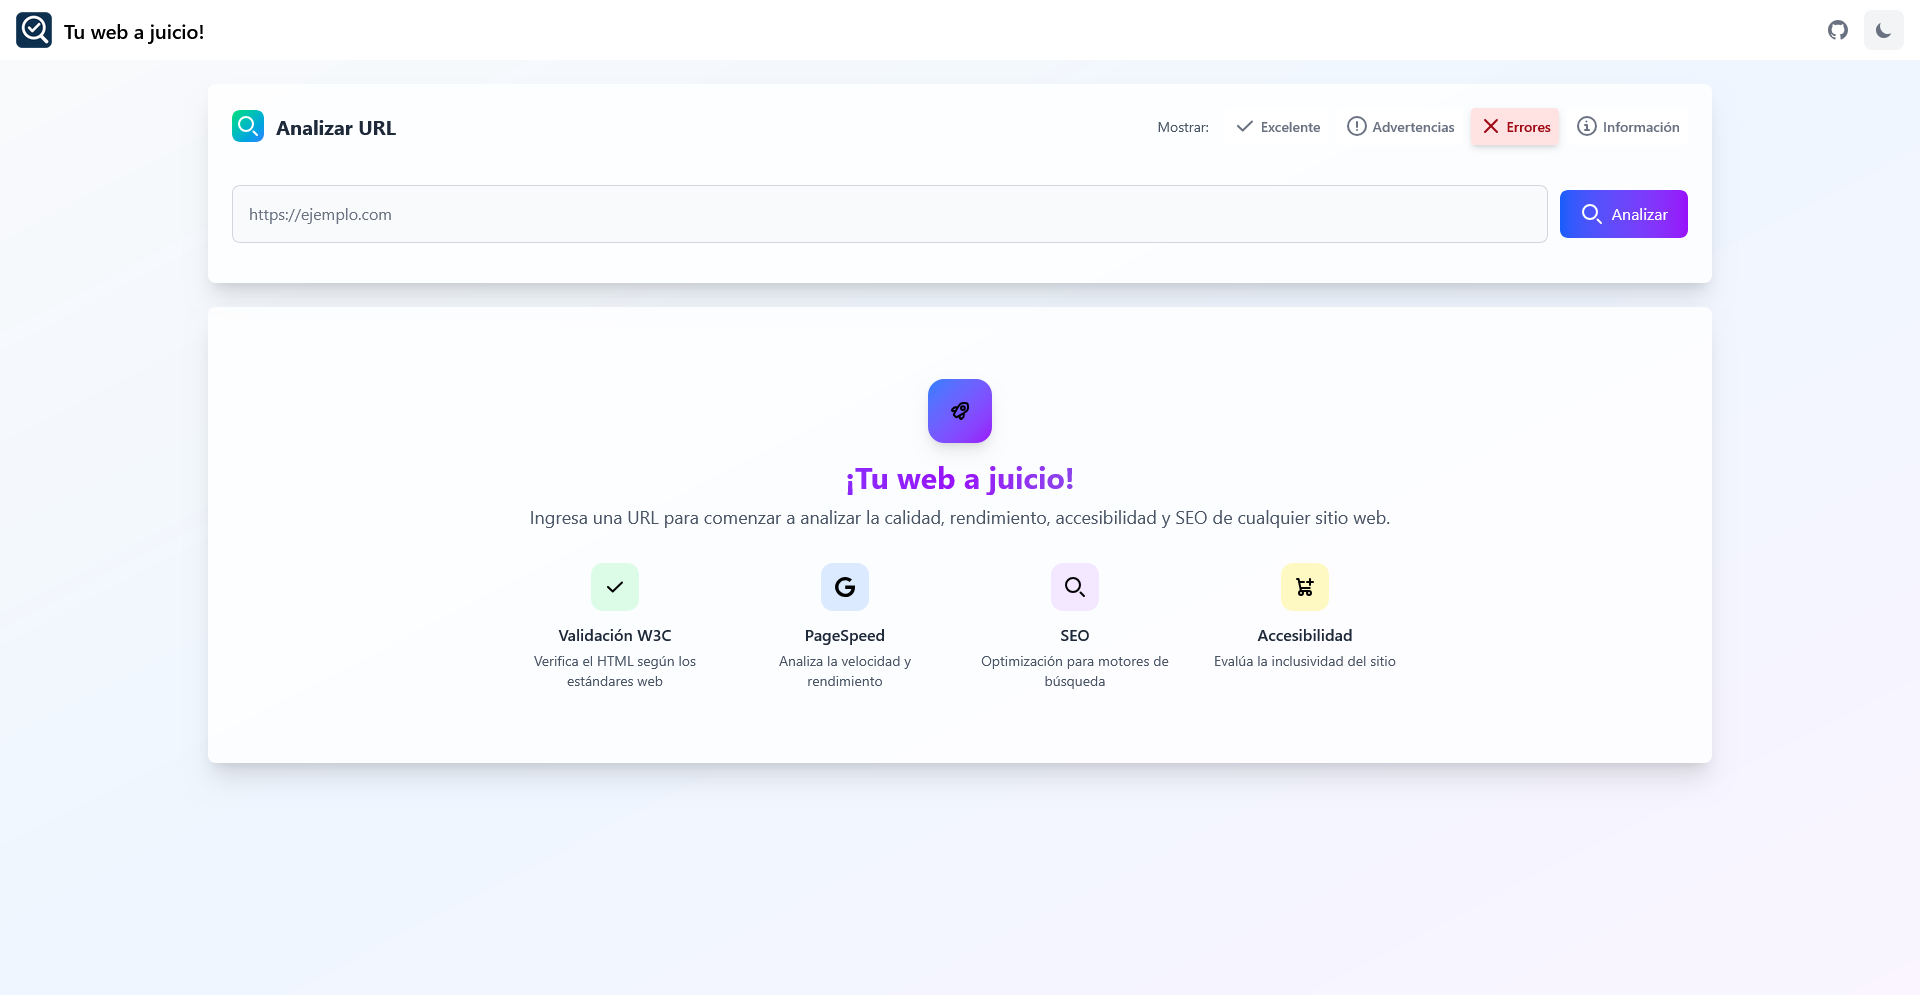 Tu web a juicio!
Analizar URL
Mostrar:
Excelente
Advertencias
Errores
Información
https://ejemplo.com
Analizar
¡Tu web a juicio!
Ingresa una URL para comenzar a analizar la calidad, rendimiento, accesibilidad y SEO de cualquier sitio web.
Validación W3C
Verifica el HTML según los
estándares web
PageSpeed
Analiza la velocidad y
rendimiento
SEO
Optimización para motores de
búsqueda
Accesibilidad
Evalúa la inclusividad del sitio